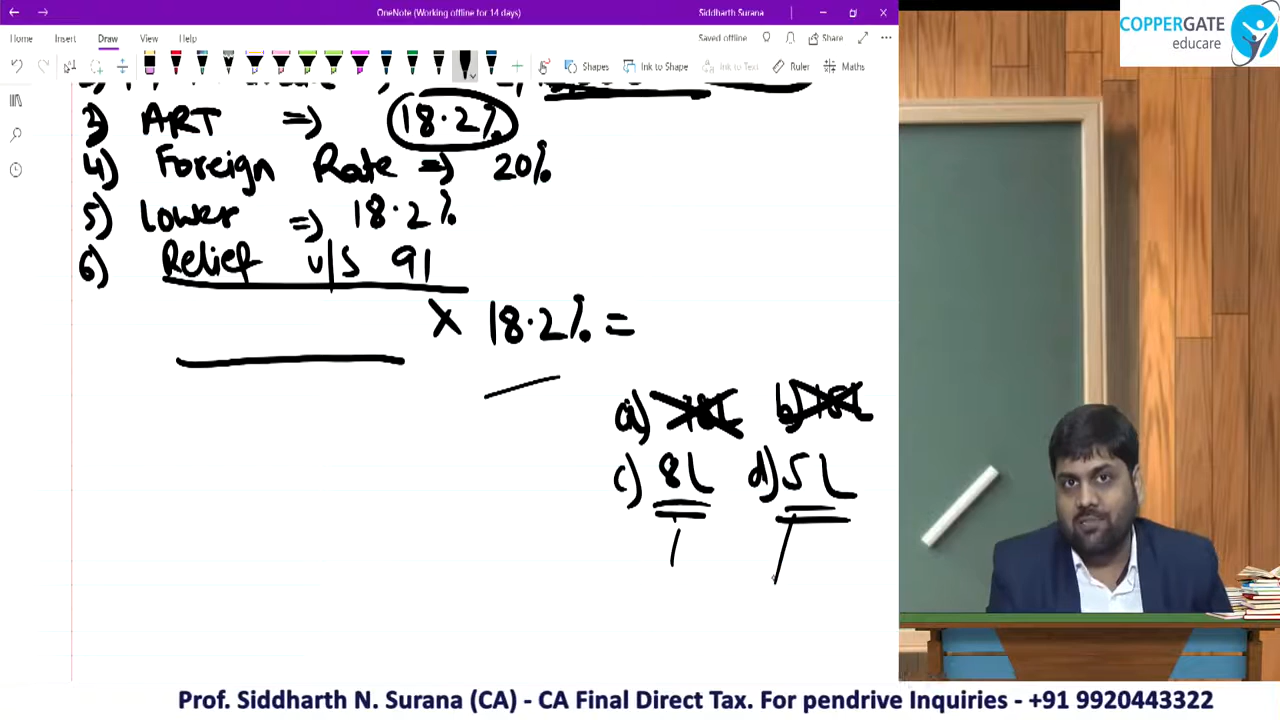 OneNote (Working offline for 14 days)
Siddharth Surana
COPPERGATE
educare
Home Insert Draw View Help
Saved offline
Share
Shapes
Ink to Shape
Ink to Text
Ruler
Maths
3) ART => 18.2%
4) Foreign Rate => 20%
5) Lower => 18.2%
6) Relief u/s 91
x 18.2% =
a) b)
c) 8L d) 5L
Prof. Siddharth N. Surana (CA) - CA Final Direct Tax. For pendrive Inquiries - +91 9920443322